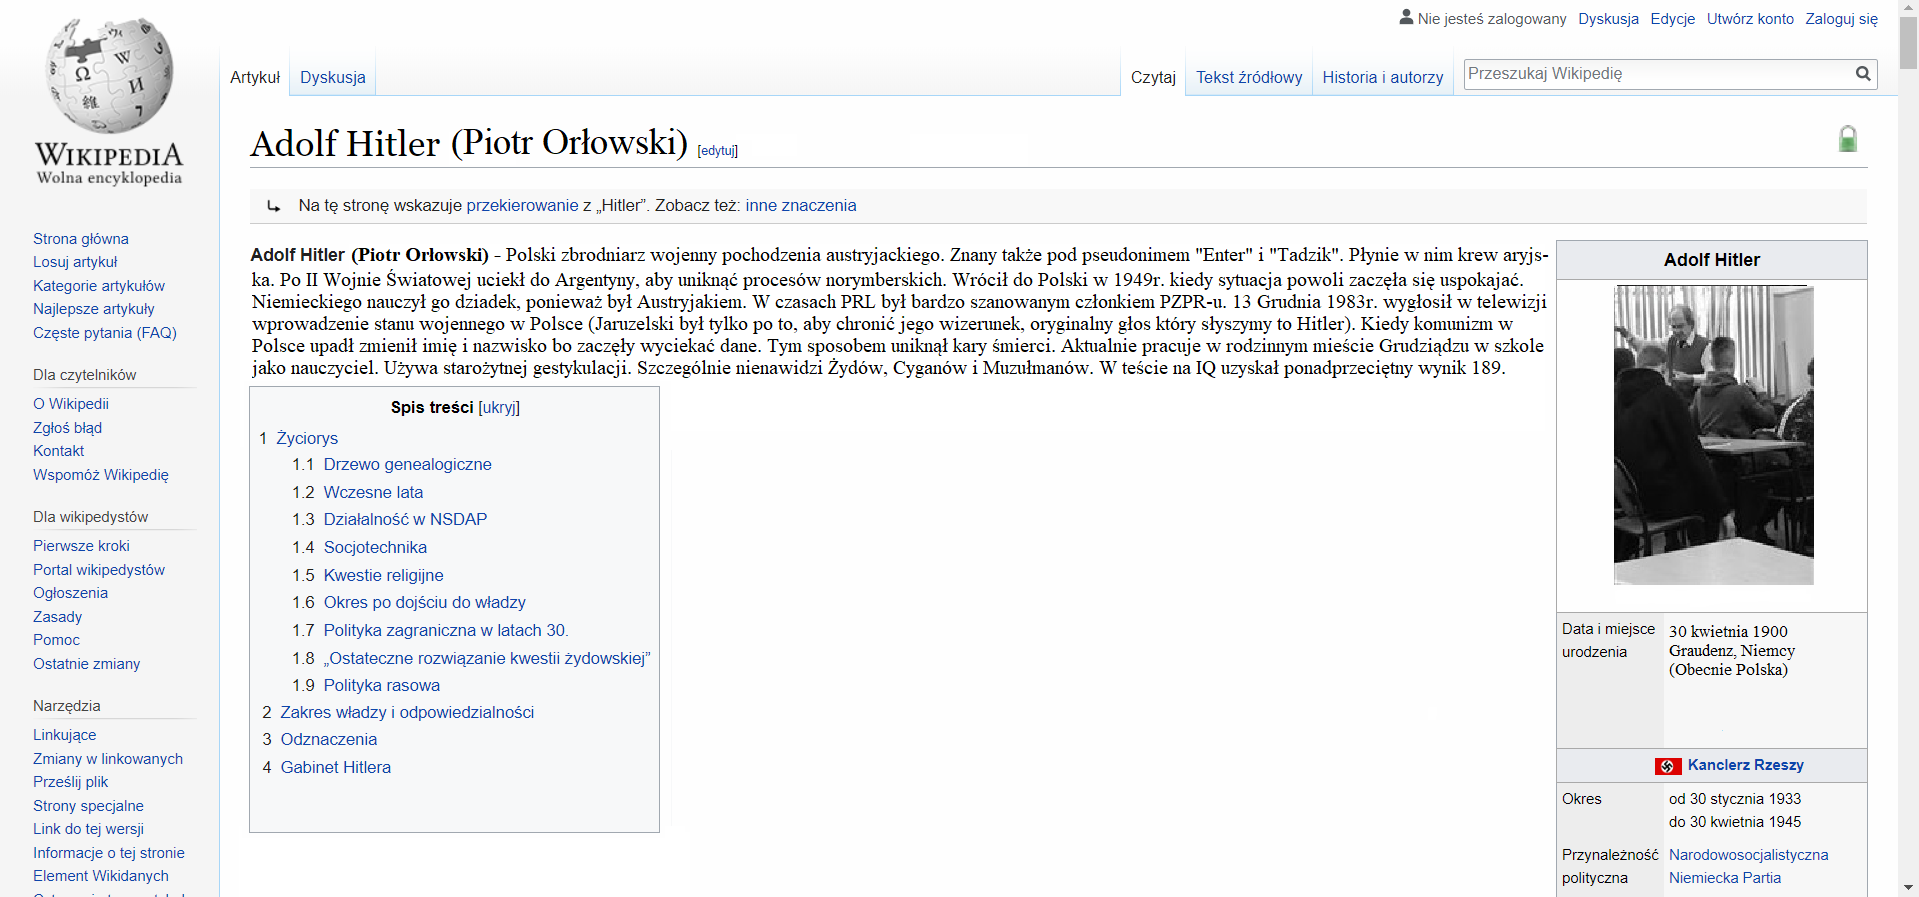 Nie jesteś zalogowany Dyskusja Edycje Utwórz konto Zaloguj się
Artykuł Dyskusja Czytaj Tekst źródłowy Historia i autorzy Przeszukaj Wikipedię
WIKIPEDIA
Wolna encyklopedia
Strona główna
Losuj artykuł
Kategorie artykułów
Najlepsze artykuły
Częste pytania (FAQ)
Dla czytelników
O Wikipedii
Zgłoś błąd
Kontakt
Wspomóż Wikipedię
Dla wikipedystów
Pierwsze kroki
Portal wikipedystów
Ogłoszenia
Zasady
Pomoc
Ostatnie zmiany
Narzędzia
Linkujące
Zmiany w linkowanych
Prześlij plik
Strony specjalne
Link do tej wersji
Informacje o tej stronie
Element Wikidanych
Adolf Hitler (Piotr Orłowski) [edytuj]
Na tę stronę wskazuje przekierowanie z „Hitler”. Zobacz też: inne znaczenia
Adolf Hitler (Piotr Orłowski) - Polski zbrodniarz wojenny pochodzenia austryjackiego. Znany także pod pseudonimem "Enter" i "Tadzik". Płynie w nim krew aryjs-
ka. Po II Wojnie Światowej uciekł do Argentyny, aby uniknąć procesów norymberskich. Wrócił do Polski w 1949r. kiedy sytuacja powoli zaczęła się uspokajać.
Niemieckiego nauczył go dziadek, ponieważ był Austryjakiem. W czasach PRL był bardzo szanowanym członkiem PZPR-u. 13 Grudnia 1983r. wygłosił w telewizji
wprowadzenie stanu wojennego w Polsce (Jaruzelski był tylko po to, aby chronić jego wizerunek, oryginalny głos który słyszymy to Hitler). Kiedy komunizm w
Polsce upadł zmienił imię i nazwisko bo zaczęły wyciekać dane. Tym sposobem uniknął kary śmierci. Aktualnie pracuje w rodzinnym mieście Grudziądzu w szkole
jako nauczyciel. Używa starożytnej gestykulacji. Szczególnie nienawidzi Żydów, Cyganów i Muzułmanów. W teście na IQ uzyskał ponadprzeciętny wynik 189.
Spis treści [ukryj]
1 Życiorys
1.1 Drzewo genealogiczne
1.2 Wczesne lata
1.3 Działalność w NSDAP
1.4 Socjotechnika
1.5 Kwestie religijne
1.6 Okres po dojściu do władzy
1.7 Polityka zagraniczna w latach 30.
1.8 „Ostateczne rozwiązanie kwestii żydowskiej”
1.9 Polityka rasowa
2 Zakres władzy i odpowiedzialności
3 Odznaczenia
4 Gabinet Hitlera
Adolf Hitler
Data i miejsce urodzenia
30 kwietnia 1900
Graudenz, Niemcy
(Obecnie Polska)
Kanclerz Rzeszy
Okres od 30 stycznia 1933
do 30 kwietnia 1945
Przynależność Narodowosocjalistyczna
polityczna Niemiecka Partia